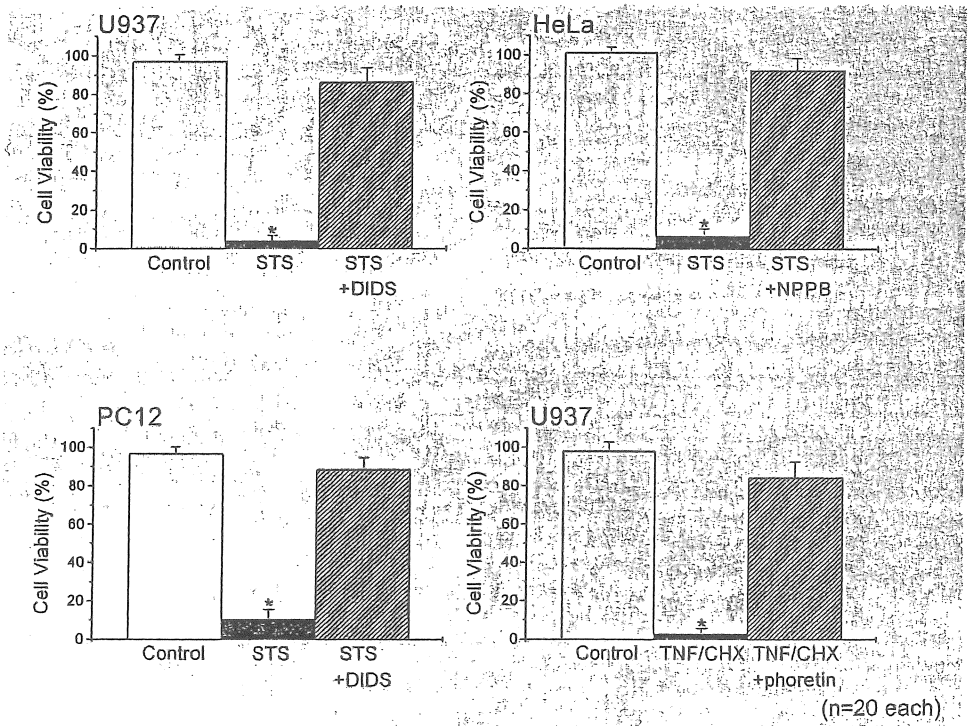 U937
Cell Viability (%)
100
80
60
40
20
0
*
Control STS STS
+DIDS
HeLa
Cell Viability (%)
100
80
60
40
20
0
*
Control STS STS
+NPPB
PC12
Cell Viability (%)
100
80
60
40
20
0
*
Control STS STS
+DIDS
U937
Cell Viabirity (%)
100
80
60
40
20
0
*
Control TNF/CHX TNF/CHX
+phoretin
(n=20 each)